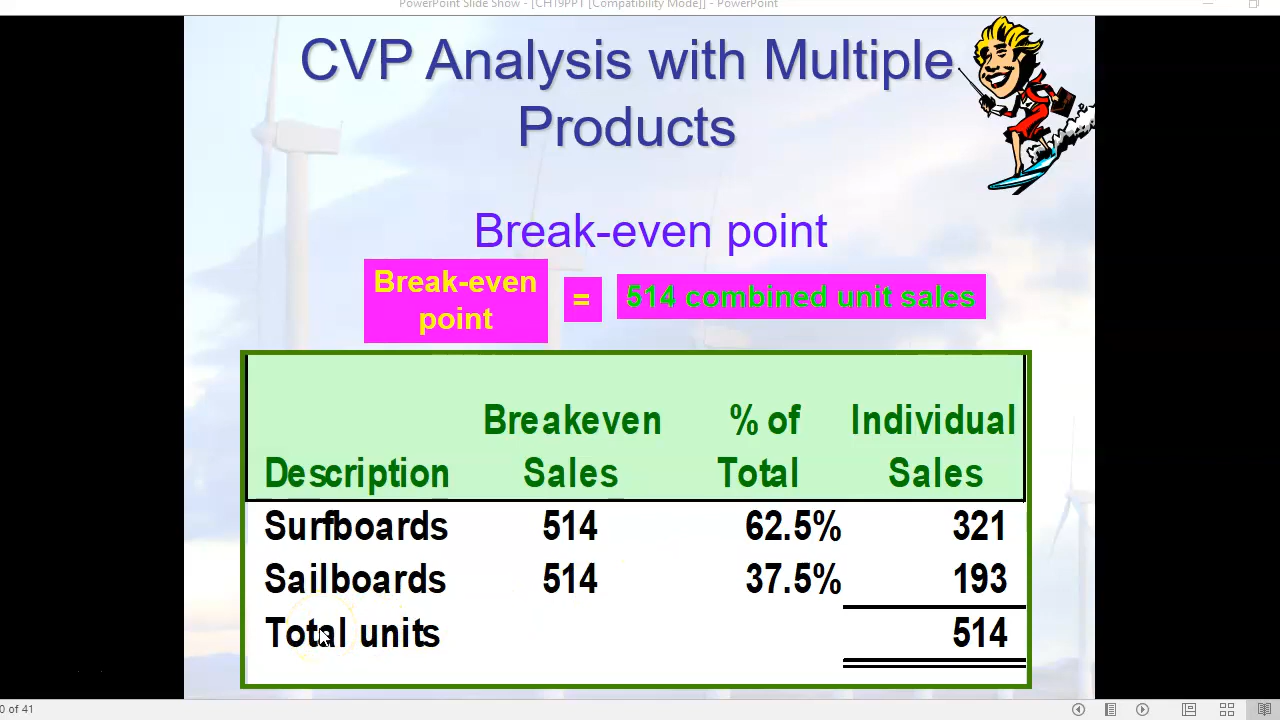 PowerPoint Slide Show - [CH19PPT [Compatibility Mode]] - PowerPoint
CVP Analysis with Multiple
Products
Break-even point
Break-even
point
=
514 combined unit sales
Breakeven % of Individual
Description Sales Total Sales
Surfboards 514 62.5% 321
Sailboards 514 37.5% 193
Total units 514
0 of 41